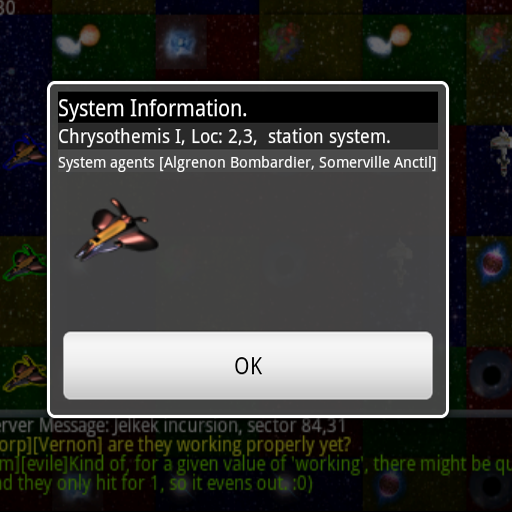 30
System Information.
Chrysothemis I, Loc: 2,3,  station system.
System agents [Algrenon Bombardier, Somerville Anctil]
OK
erver Message: Jelkek incursion, sector 84,31
orp][Vernon] are they working properly yet?
m][evile]Kind of, for a given value of 'working', there might be qu
nd they only hit for 1, so it evens out. :0)